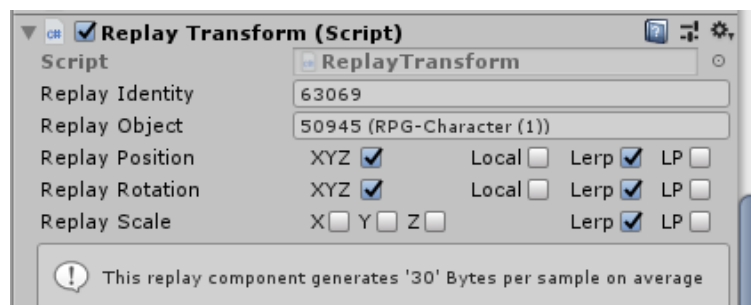 Replay Transform (Script)
Script ReplayTransform
Replay Identity 63069
Replay Object 50945 (RPG-Character (1))
Replay Position XYZ Local Lerp LP
Replay Rotation XYZ Local Lerp LP
Replay Scale X Y Z Lerp LP
This replay component generates '30' Bytes per sample on average